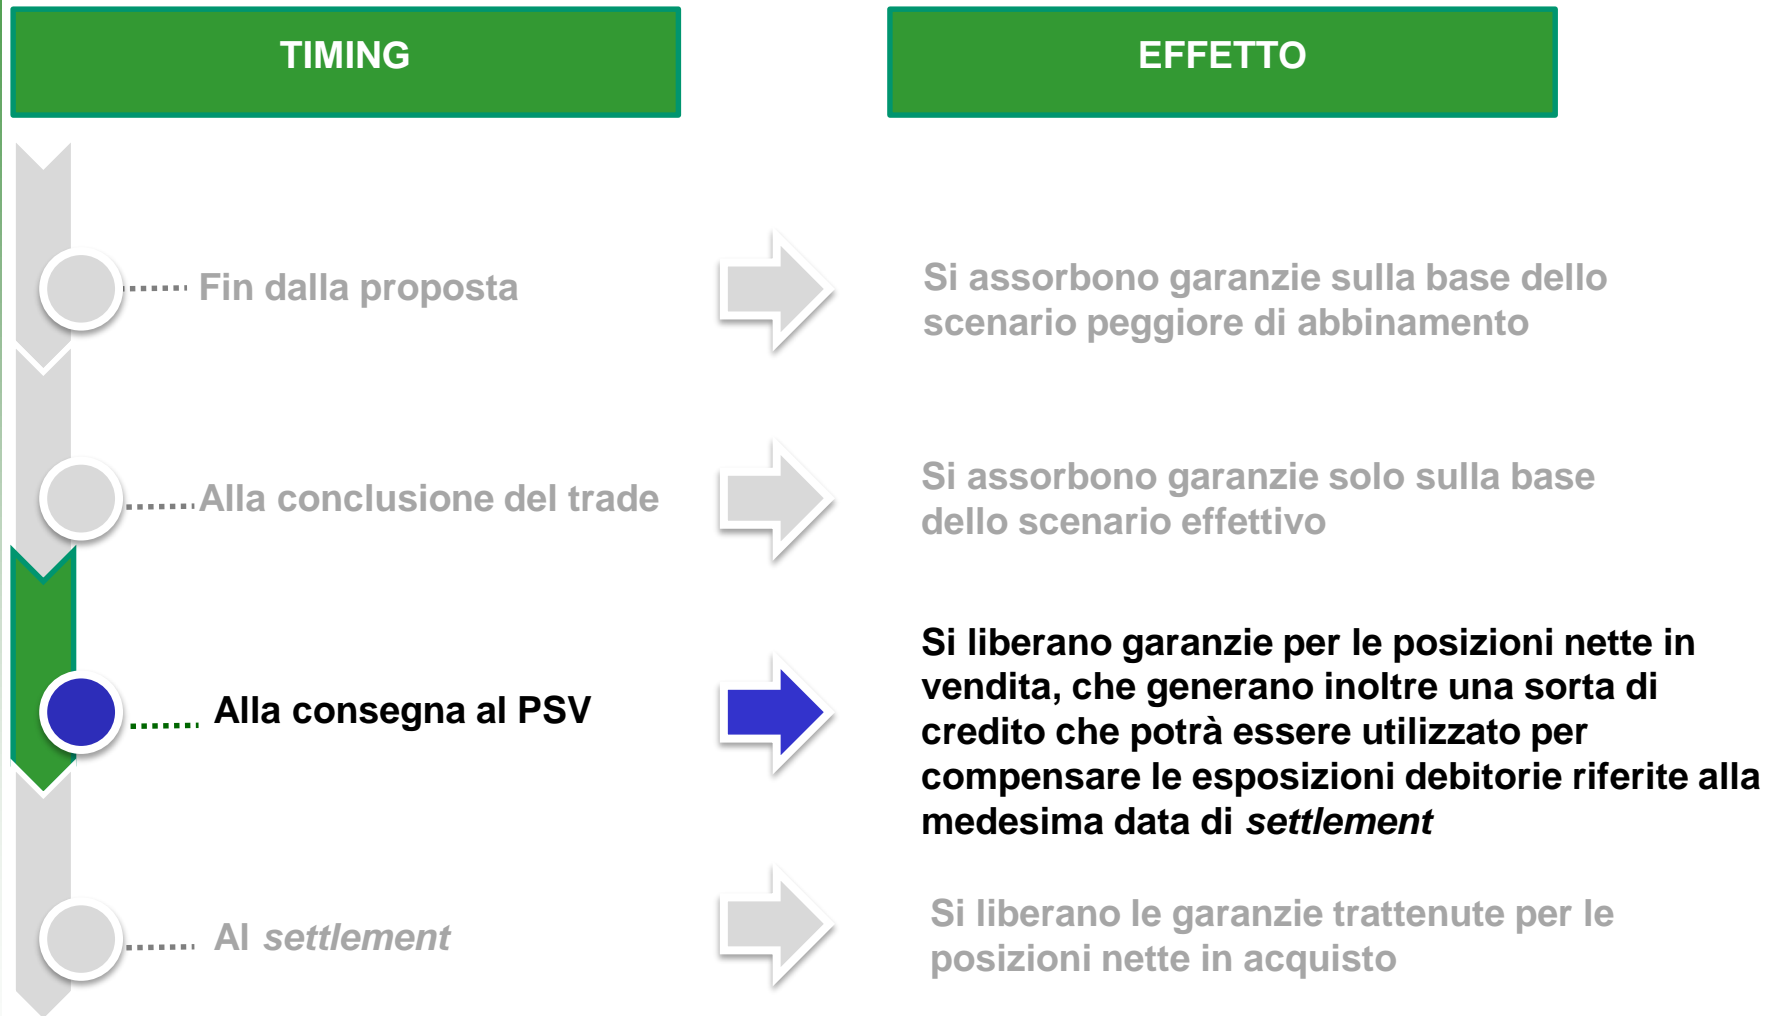 TIMING
EFFETTO
Fin dalla proposta
Si assorbono garanzie sulla base dello
scenario peggiore di abbinamento
Alla conclusione del trade
Si assorbono garanzie solo sulla base
dello scenario effettivo
Alla consegna al PSV
Si liberano garanzie per le posizioni nette in
vendita, che generano inoltre una sorta di
credito che potrà essere utilizzato per
compensare le esposizioni debitorie riferite alla
medesima data di settlement
Al settlement
Si liberano le garanzie trattenute per le
posizioni nette in acquisto